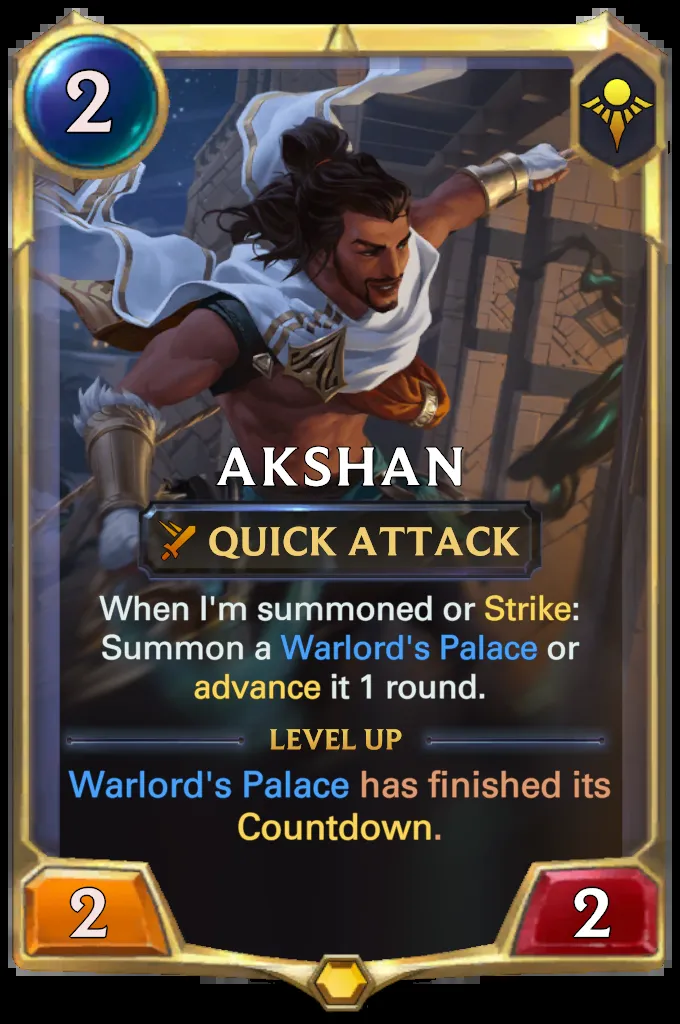 2
AKSHAN
QUICK ATTACK
When I'm summoned or Strike:
Summon a Warlord's Palace or
advance it 1 round.
LEVEL UP
Warlord's Palace has finished its
Countdown.
2 2